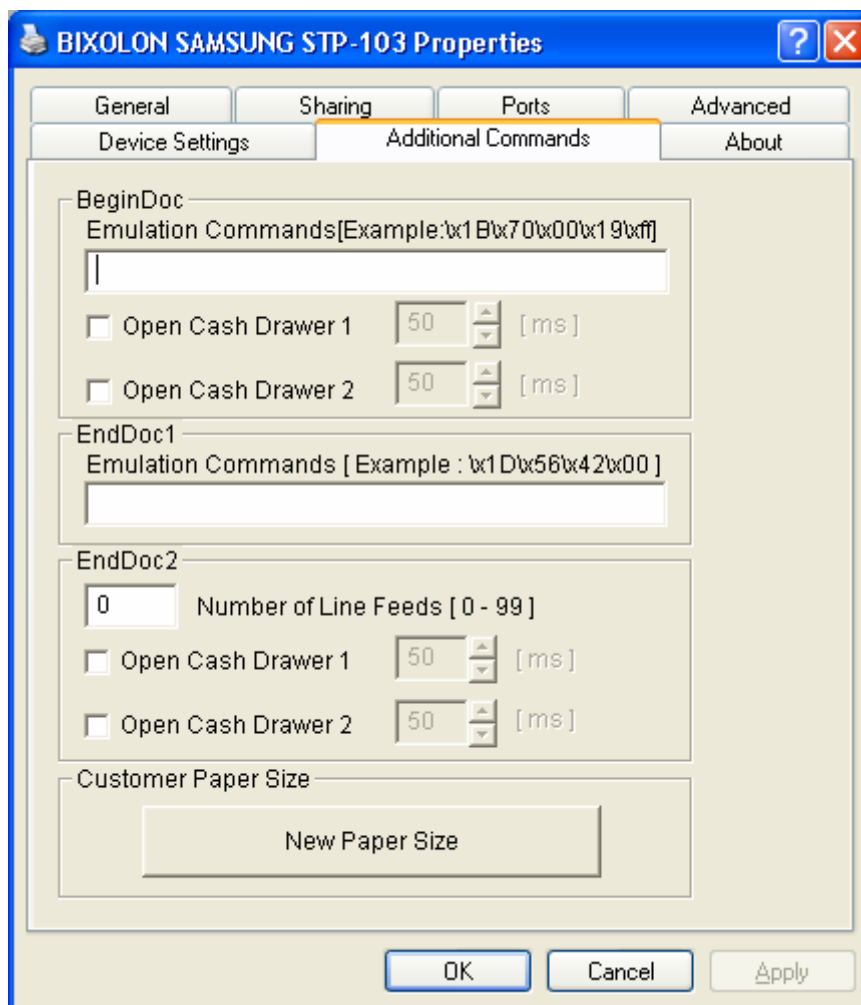 BIXOLON SAMSUNG STP-103 Properties
General Sharing Ports Advanced
Device Settings Additional Commands About
BeginDoc
Emulation Commands[Example:\x1B\x70\x00\x19\xff]
Open Cash Drawer 1 50 [ ms ]
Open Cash Drawer 2 50 [ ms ]
EndDoc1
Emulation Commands [ Example : \x1D\x56\x42\x00 ]
EndDoc2
0 Number of Line Feeds [ 0 - 99 ]
Open Cash Drawer 1 50 [ ms ]
Open Cash Drawer 2 50 [ ms ]
Customer Paper Size
New Paper Size
OK Cancel Apply